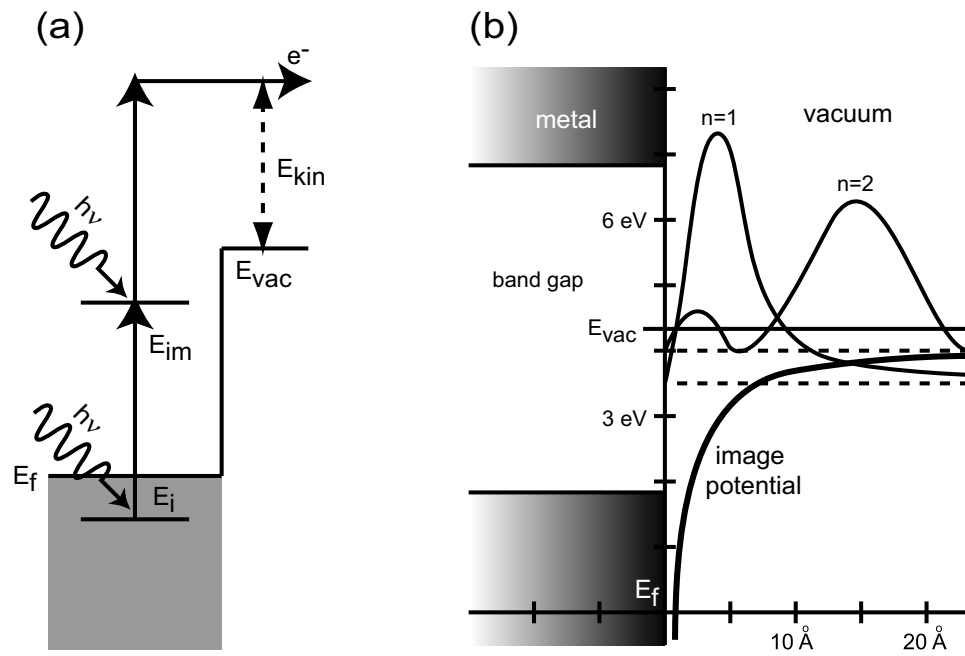 (a)
e-
Ekin
hν
Evac
Eim
hν
Ef
Ei
(b)
metal
n=1
vacuum
n=2
6 eV
band gap
Evac
3 eV
image
potential
Ef
10 Å
20 Å